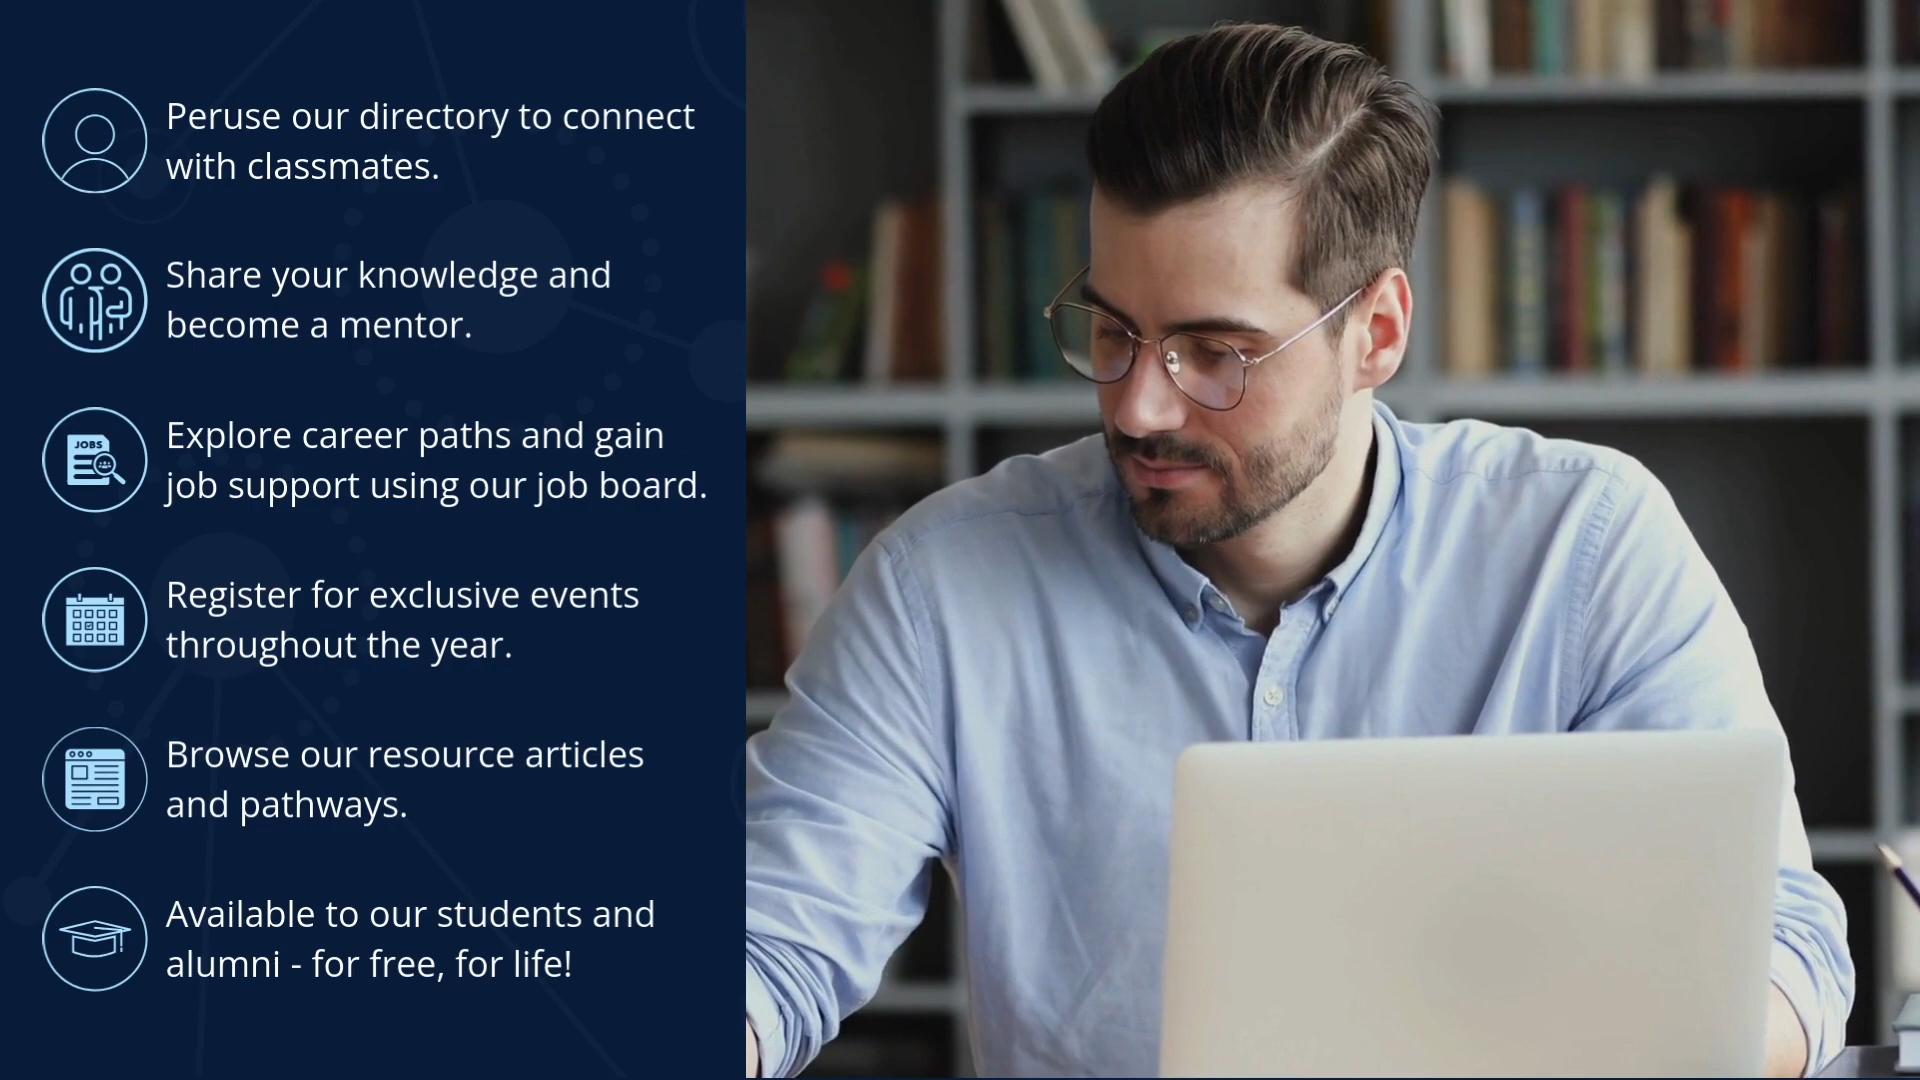 Peruse our directory to connect
with classmates.
Share your knowledge and
become a mentor.
JOBS
Explore career paths and gain
job support using our job board.
Register for exclusive events
throughout the year.
Browse our resource articles
and pathways.
Available to our students and
alumni - for free, for life!